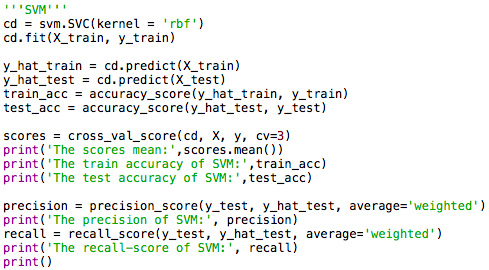 '''SVM'''
cd = svm.SVC(kernel = 'rbf')
cd.fit(X_train, y_train)

y_hat_train = cd.predict(X_train)
y_hat_test = cd.predict(X_test)
train_acc = accuracy_score(y_hat_train, y_train)
test_acc = accuracy_score(y_hat_test, y_test)

scores = cross_val_score(cd, X, y, cv=3)
print('The scores mean:',scores.mean())
print('The train accuracy of SVM:',train_acc)
print('The test accuracy of SVM:',test_acc)

precision = precision_score(y_test, y_hat_test, average='weighted')
print('The precision of SVM:', precision)
recall = recall_score(y_test, y_hat_test, average='weighted')
print('The recall-score of SVM:', recall)
print()